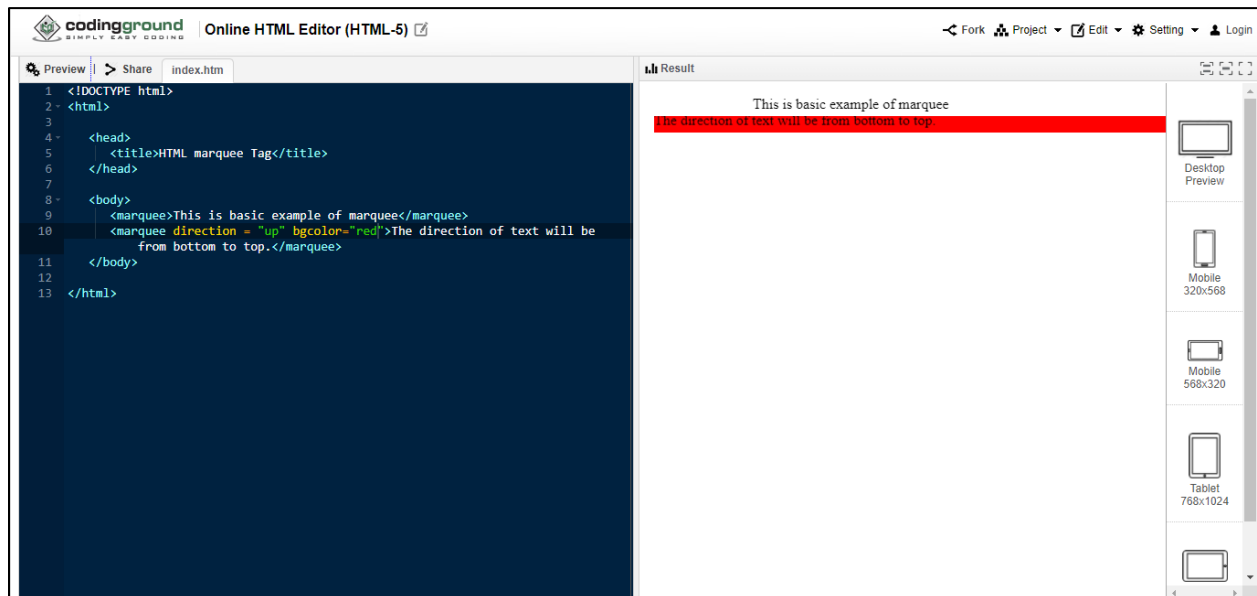 codingground
SIMPLY EASY CODING
Online HTML Editor (HTML-5)
Fork Project Edit Setting Login
Preview | Share index.htm
1 <!DOCTYPE html>
2 <html>
3
4 <head>
5 <title>HTML marquee Tag</title>
6 </head>
7
8 <body>
9 <marquee>This is basic example of marquee</marquee>
10 <marquee direction = "up" bgcolor="red">The direction of text will be
from bottom to top.</marquee>
11 </body>
12
13 </html>
Result
This is basic example of marquee
The direction of text will be from bottom to top.
Desktop
Preview
Mobile
320x568
Mobile
568x320
Tablet
768x1024